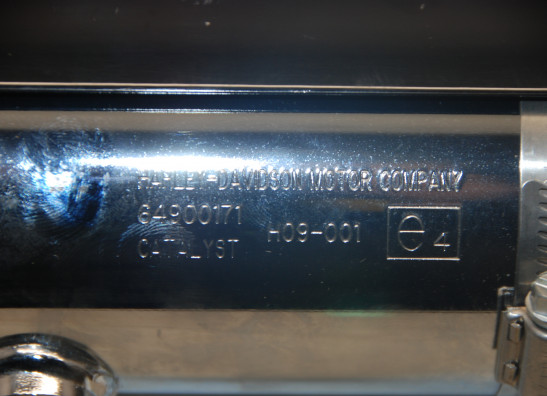 HARLEY-DAVIDSON MOTOR COMPANY
64900171
CATALYST H09-001 e4